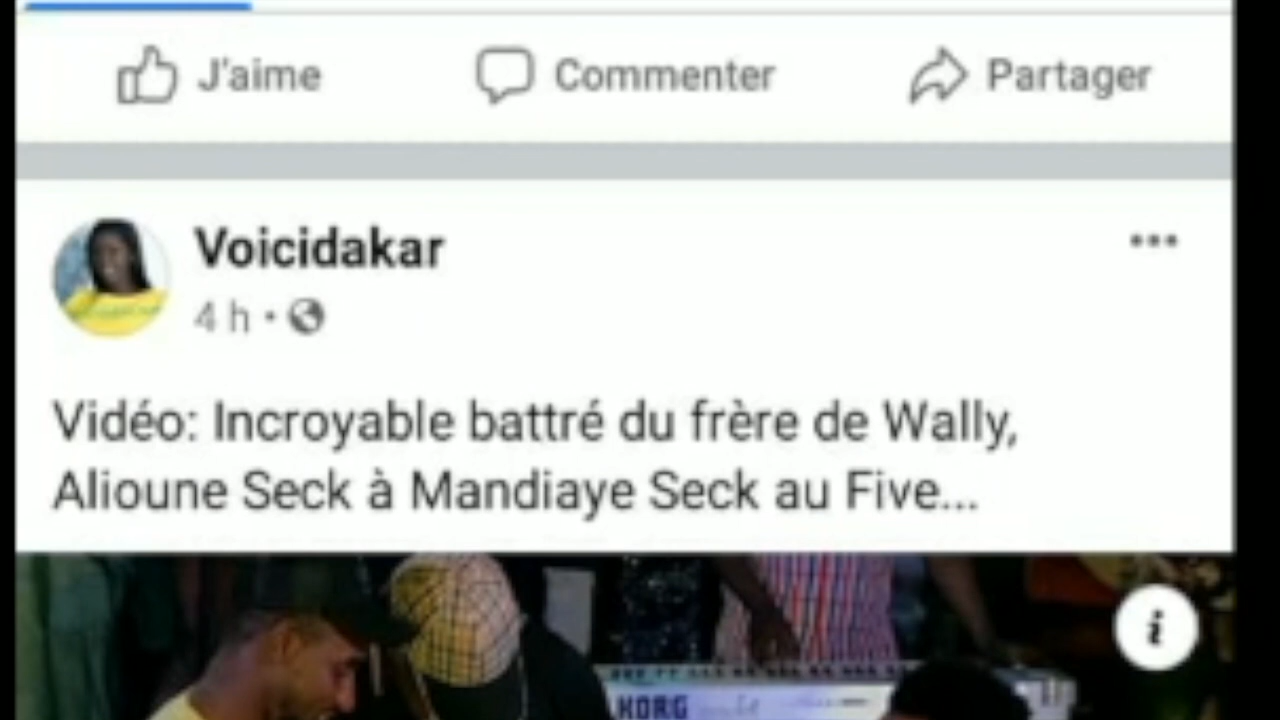 J'aime
Commenter
Partager
Voicidakar
4 h
Vidéo: Incroyable battré du frère de Wally,
Alioune Seck à Mandiaye Seck au Five...
i
KORG